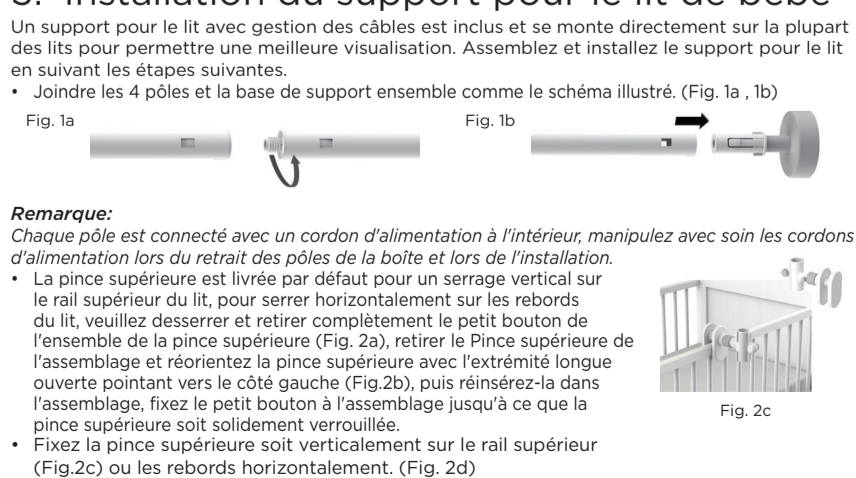 3. Installation du support pour le lit de bébé
Un support pour le lit avec gestion des câbles est inclus et se monte directement sur la plupart
des lits pour permettre une meilleure visualisation. Assemblez et installez le support pour le lit
en suivant les étapes suivantes.
• Joindre les 4 pôles et la base de support ensemble comme le schéma illustré. (Fig. 1a , 1b)
Fig. 1a
Fig. 1b
Remarque:
Chaque pôle est connecté avec un cordon d'alimentation à l'intérieur, manipulez avec soin les cordons
d'alimentation lors du retrait des pôles de la boîte et lors de l'installation.
• La pince supérieure est livrée par défaut pour un serrage vertical sur
le rail supérieur du lit, pour serrer horizontalement sur les rebords
du lit, veuillez desserrer et retirer complètement le petit bouton de
l'ensemble de la pince supérieure (Fig. 2a), retirer le Pince supérieure de
l'assemblage et réorientez la pince supérieure avec l'extrémité longue
ouverte pointant vers le côté gauche (Fig.2b), puis réinsérez-la dans
l'assemblage, fixez le petit bouton à l'assemblage jusqu'à ce que la
pince supérieure soit solidement verrouillée.
Fig. 2c
• Fixez la pince supérieure soit verticalement sur le rail supérieur
(Fig.2c) ou les rebords horizontalement. (Fig. 2d)